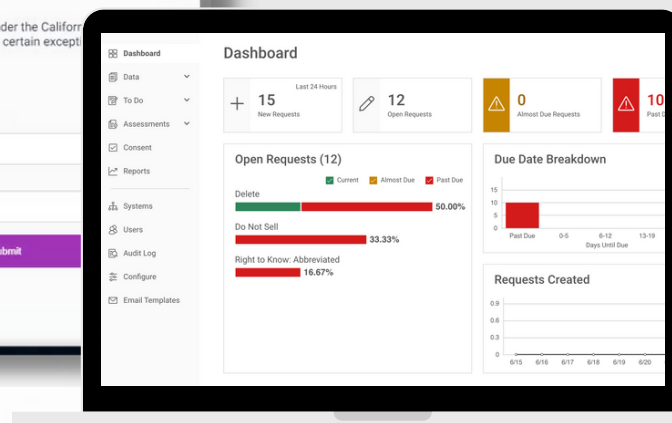 der the Californ
certain excepti
bmit
Dashboard
Data
To Do
Assessments
Consent
Reports
Systems
Users
Audit Log
Configure
Email Templates
Dashboard
Last 24 Hours
15
New Requests
12
Open Requests
0
Almost Due Requests
10
Past D
Open Requests (12)
Current Almost Due Past Due
Delete
50.00%
Do Not Sell
33.33%
Right to Know: Abbreviated
16.67%
Due Date Breakdown
15
10
5
0
Past Due 0-5 6-12 13-19
Days Until Due
Requests Created
0.9
0.6
0.3
0
6/15 6/16 6/17 6/18 6/19 6/20